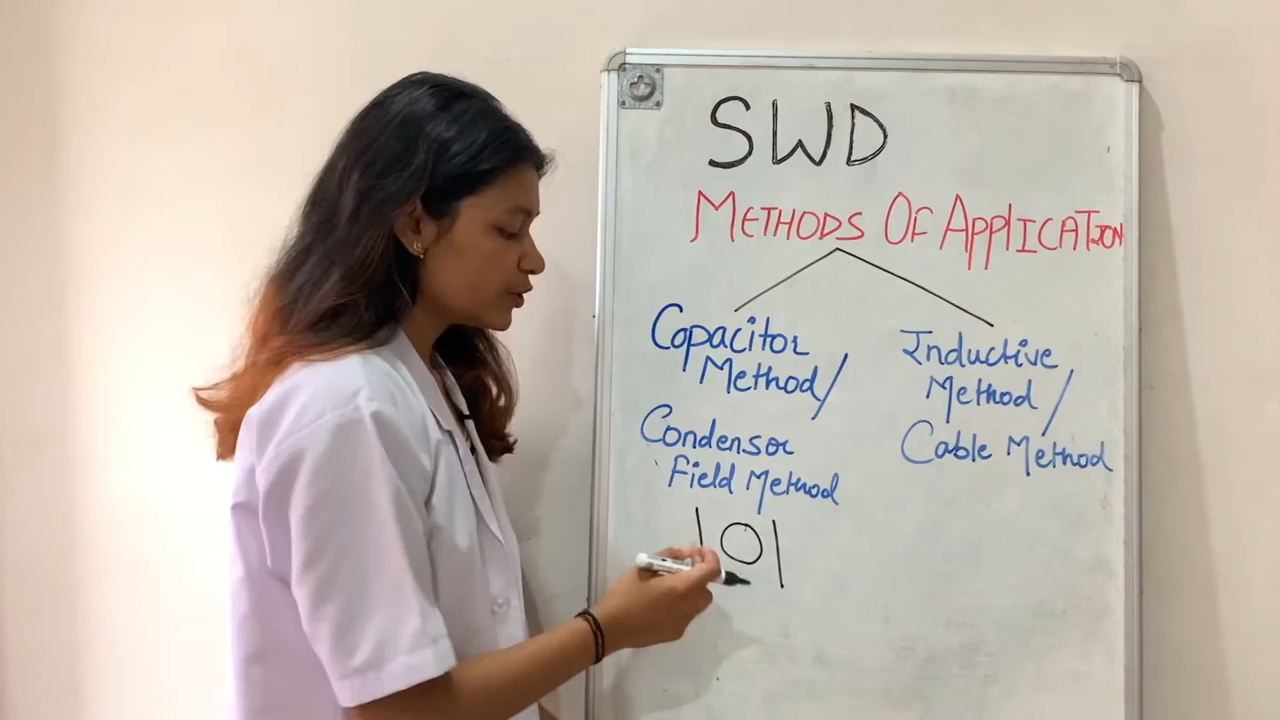 SWD
METHODS OF APPLICATION
Capacitor
Method/
Condensor
Field Method
Inductive
Method/
Cable Method